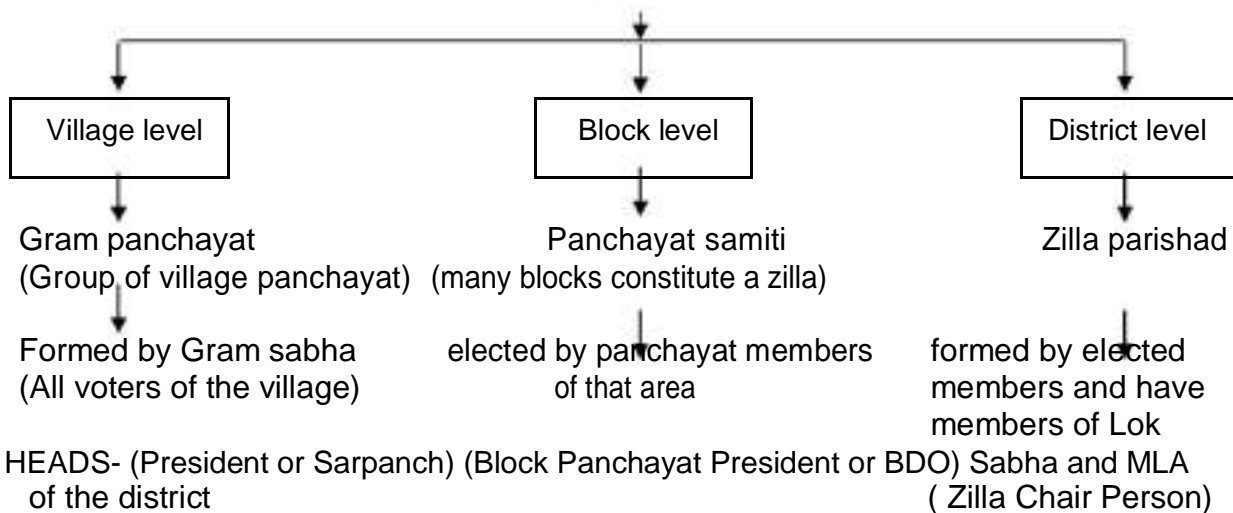 Village level Block level District level
Gram panchayat Panchayat samiti Zilla parishad
(Group of village panchayat) (many blocks constitute a zilla)
Formed by Gram sabha elected by panchayat members formed by elected
(All voters of the village) of that area members and have
members of Lok
HEADS- (President or Sarpanch) (Block Panchayat President or BDO) Sabha and MLA
of the district ( Zilla Chair Person)